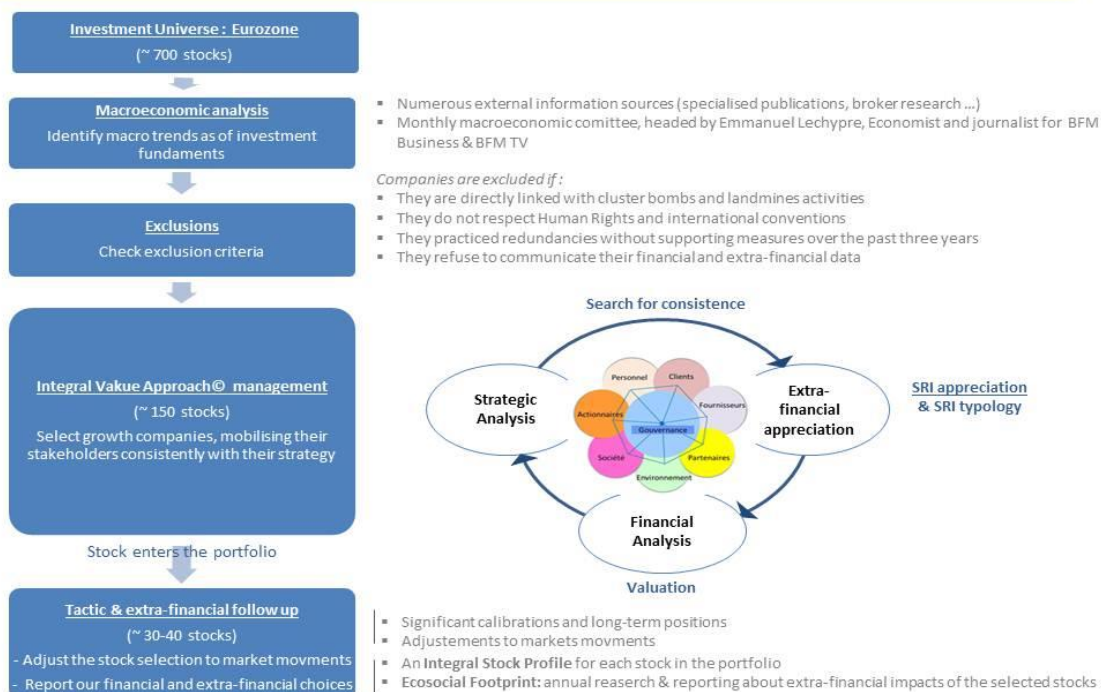 Investment Universe : Eurozone
(~ 700 stocks)
Macroeconomic analysis
Identify macro trends as of investment
fundaments
▪ Numerous external information sources (specialised publications, broker research ...)
▪ Monthly macroeconomic comittee, headed by Emmanuel Lechypre, Economist and journalist for BFM
Business & BFM TV
Exclusions
Check exclusion criteria
Companies are excluded if :
▪ They are directly linked with cluster bombs and landmines activities
▪ They do not respect Human Rights and international conventions
▪ They practiced redundancies without supporting measures over the past three years
▪ They refuse to communicate their financial and extra-financial data
Integral Vakue Approach© management
(~ 150 stocks)
Select growth companies, mobilising their
stakeholders consistently with their strategy
Search for consistence
Strategic
Analysis
Personnel
Clients
Actionnaires
Fournisseurs
Gouvernance
Société
Partenaires
Environnement
Extra-
financial
appreciation
SRI appreciation
& SRI typology
Financial
Analysis
Valuation
Stock enters the portfolio
Tactic & extra-financial follow up
(~ 30-40 stocks)
- Adjust the stock selection to market movments
- Report our financial and extra-financial choices
▪ Significant calibrations and long-term positions
▪ Adjustements to markets movments
▪ An Integral Stock Profile for each stock in the portfolio
▪ Ecosocial Footprint: annual reaserch & reporting about extra-financial impacts of the selected stocks